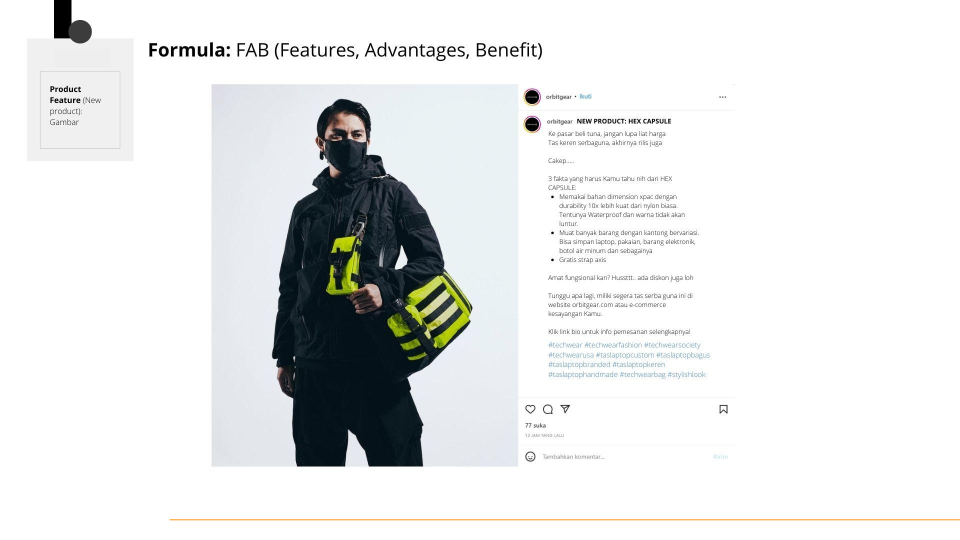 Formula: FAB (Features, Advantages, Benefit)
Product
Feature (New
product):
Gambar
orbitgear • Ikuti
orbitgear NEW PRODUCT: HEX CAPSULE
Ke pasar beli tuna, jangan lupa liat harga
Tas keren serbaguna, akhirnya rilis juga
Cakep.....
3 fakta yang harus Kamu tahu nih dari HEX
CAPSULE:
• Memakai bahan dimension xpac dengan
durability 10x lebih kuat dari nylon biasa.
Tentunya Waterproof dan warna tidak akan
luntur.
• Muat banyak barang dengan kantong bervariasi.
Bisa simpan laptop, pakaian, barang elektronik,
botol air minum dan sebagainya
• Gratis strap axis
Amat fungsional kan? Hussttt.. ada diskon juga loh
Tunggu apa lagi, miliki segera tas serba guna ini di
website orbitgear.com atau e-commerce
kesayangan Kamu.
Klik link bio untuk info pemesanan selengkapnya!
#techwear #techwearfashion #techwearsociety
#techwearusa #taslaptopcustom #taslaptopbagus
#taslaptopbranded #taslaptopkeren
#taslaptophandmade #techwearbag #stylishlook
77 suka
13 JAM YANG LALU
Tambahkan komentar...
Kirim